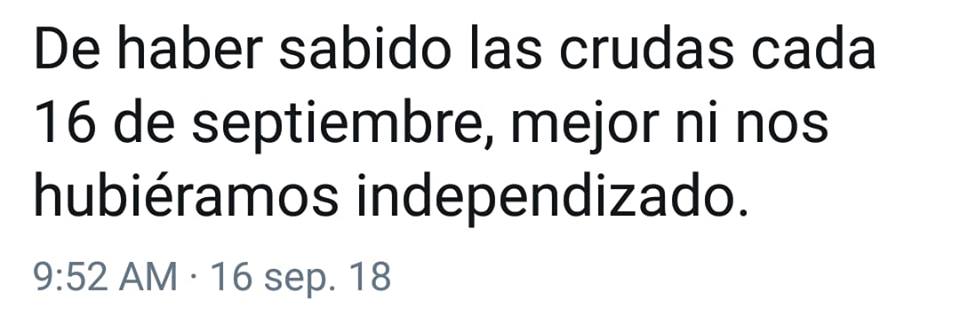 De haber sabido las crudas cada
16 de septiembre, mejor ni nos
hubiéramos independizado.
9:52 AM · 16 sep. 18